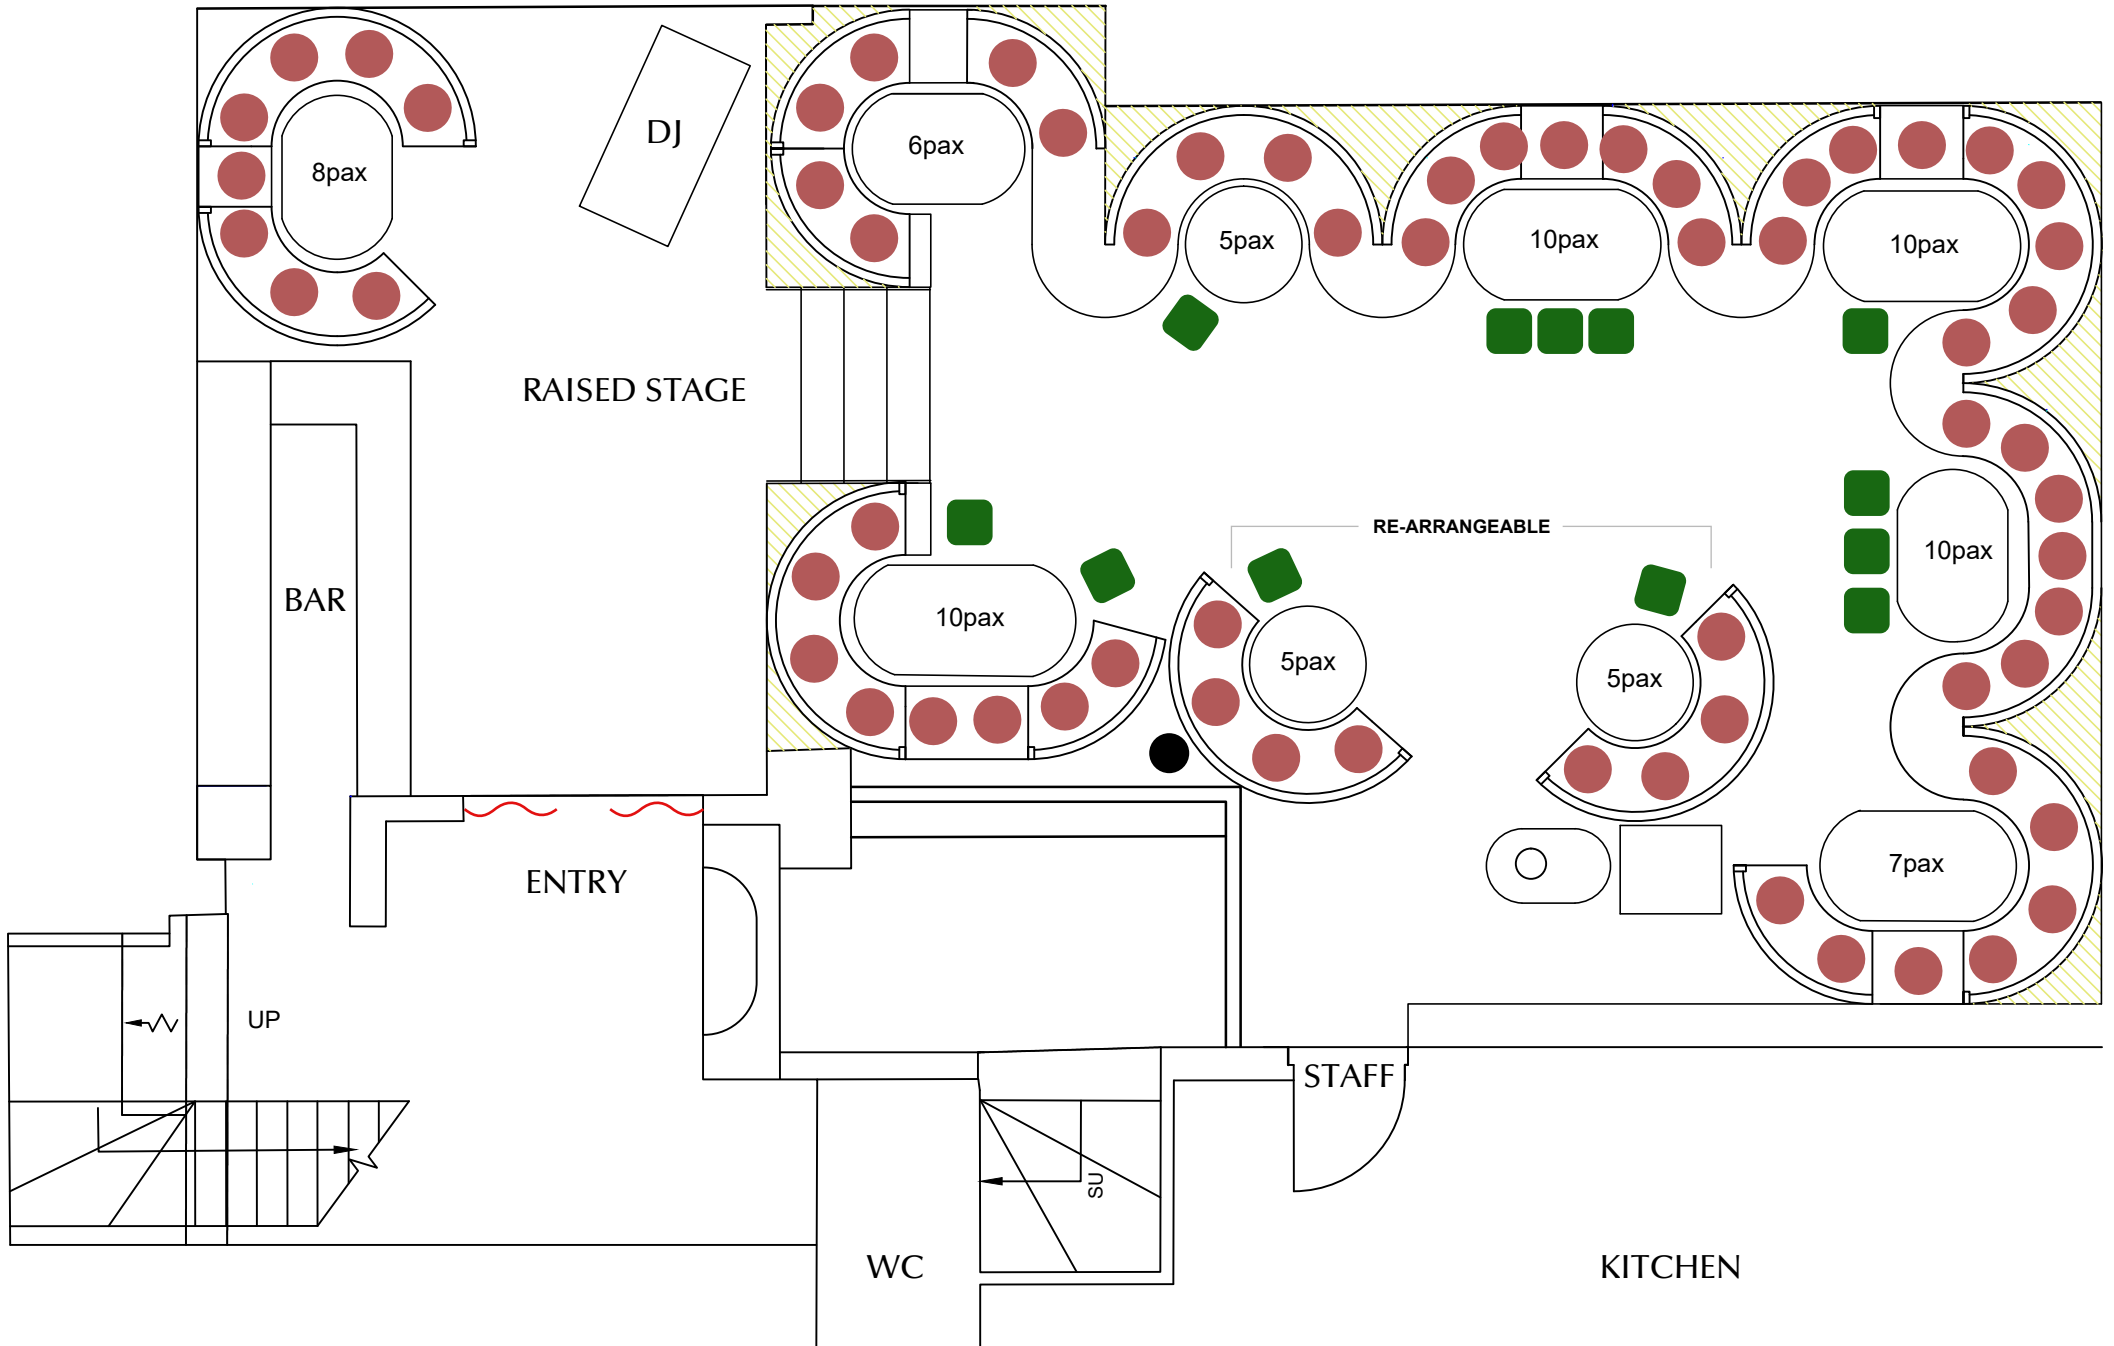 DJ
8pax
6pax
5pax
10pax
10pax
RAISED STAGE
RE-ARRANGEABLE
10pax
BAR
10pax
5pax
5pax
7pax
ENTRY
UP
STAFF
SU
WC
KITCHEN